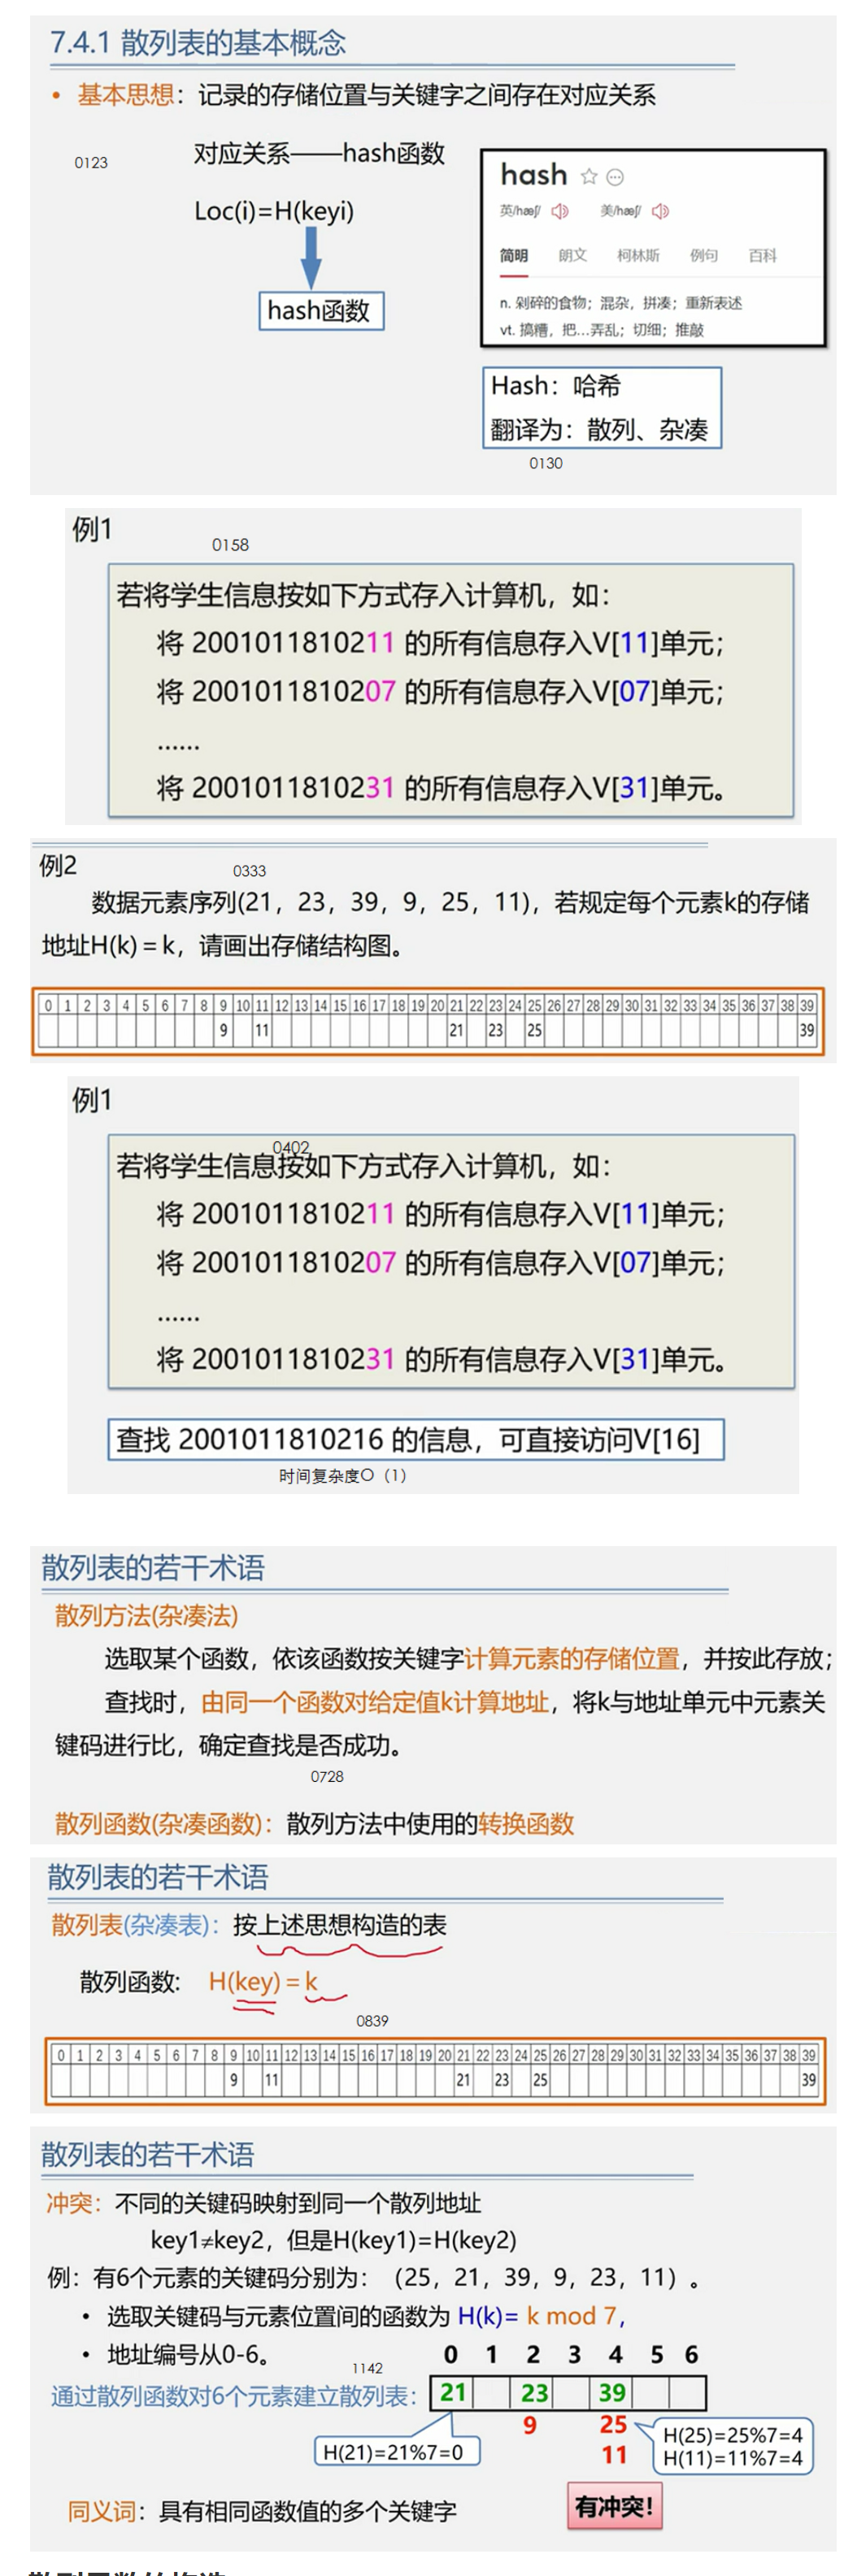 7.4.1 散列表的基本概念
• 基本思想：记录的存储位置与关键字之间存在对应关系
对应关系——hash函数
0123
Loc(i)=H(keyi)
hash函数
hash
英/hæʃ/ 美/hæʃ/
简明 朗文 柯林斯 例句 百科
n. 剁碎的食物；混杂，拼凑；重新表述
vt. 搞糟，把…弄乱；切细；推敲
Hash：哈希
翻译为：散列、杂凑
0130
例1
0158
若将学生信息按如下方式存入计算机，如：
将 2001011810211 的所有信息存入V[11]单元；
将 2001011810207 的所有信息存入V[07]单元；
......
将 2001011810231 的所有信息存入V[31]单元。
例2
0333
数据元素序列(21，23，39，9，25，11)，若规定每个元素k的存储
地址H(k) = k，请画出存储结构图。
0 1 2 3 4 5 6 7 8 9 10 11 12 13 14 15 16 17 18 19 20 21 22 23 24 25 26 27 28 29 30 31 32 33 34 35 36 37 38 39
9 11 21 23 25 39
例1
0402
若将学生信息按如下方式存入计算机，如：
将 2001011810211 的所有信息存入V[11]单元；
将 2001011810207 的所有信息存入V[07]单元；
......
将 2001011810231 的所有信息存入V[31]单元。
查找 2001011810216 的信息，可直接访问V[16]
时间复杂度O（1）
散列表的若干术语
散列方法(杂凑法)
选取某个函数，依该函数按关键字计算元素的存储位置，并按此存放；
查找时，由同一个函数对给定值k计算地址，将k与地址单元中元素关
键码进行比，确定查找是否成功。
0728
散列函数(杂凑函数)：散列方法中使用的转换函数
散列表的若干术语
散列表(杂凑表)：按上述思想构造的表
散列函数: H(key) = k
0839
0 1 2 3 4 5 6 7 8 9 10 11 12 13 14 15 16 17 18 19 20 21 22 23 24 25 26 27 28 29 30 31 32 33 34 35 36 37 38 39
9 11 21 23 25 39
散列表的若干术语
冲突：不同的关键码映射到同一个散列地址
key1≠key2，但是H(key1)=H(key2)
例：有6个元素的关键码分别为：（25，21，39，9，23，11）。
• 选取关键码与元素位置间的函数为 H(k)= k mod 7，
• 地址编号从0-6。
0 1 2 3 4 5 6
1142
通过散列函数对6个元素建立散列表： 21 23 39
9 25
H(25)=25%7=4
H(21)=21%7=0
11
H(11)=11%7=4
同义词：具有相同函数值的多个关键字
有冲突！